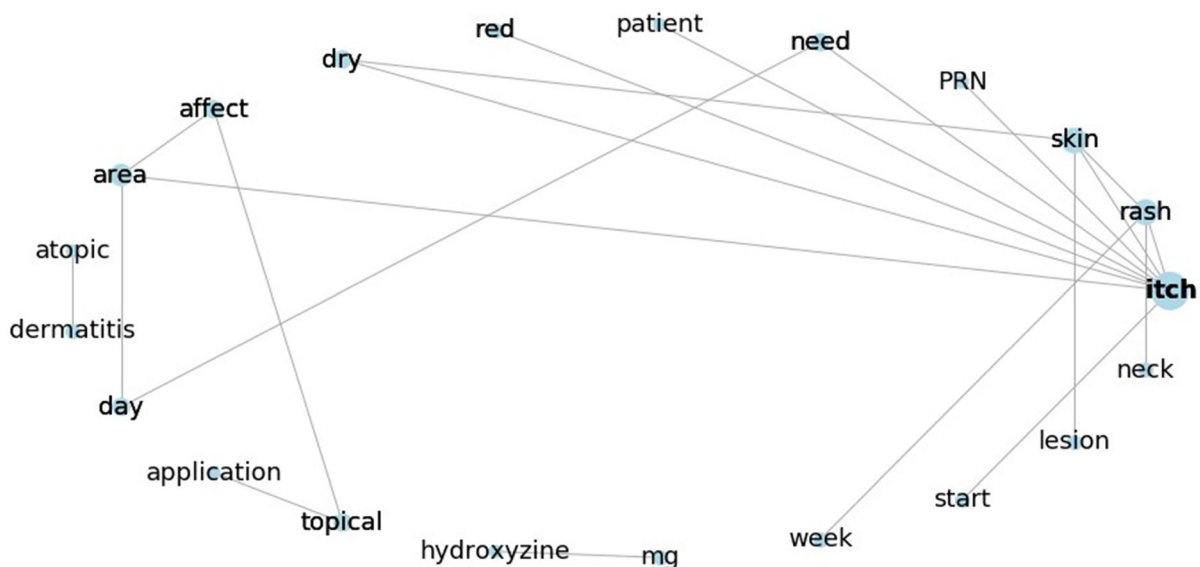 patient
red
need
dry
PRN
affect
skin
area
rash
atopic
itch
dermatitis
neck
day
lesion
application
start
topical
week
hydroxyzine
mg